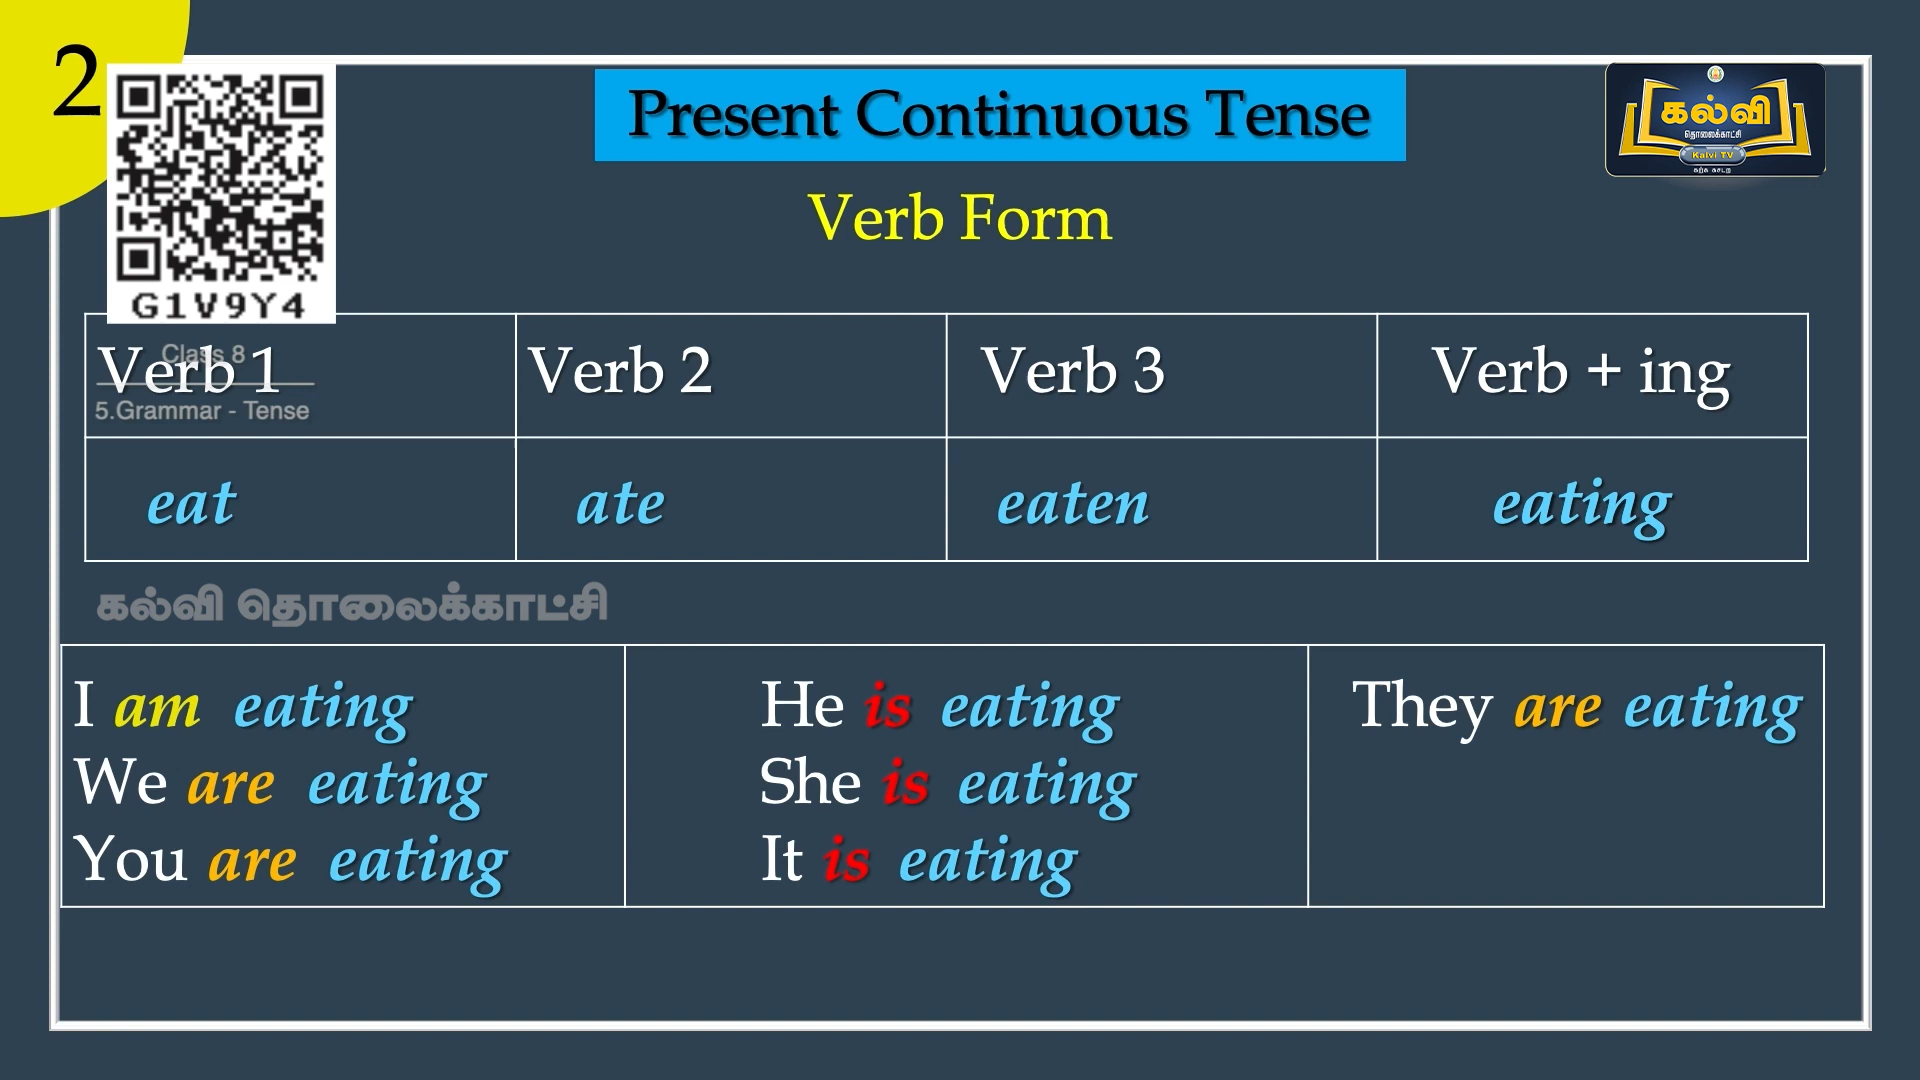 2
G1V9Y4
Present Continuous Tense
கல்வி
தொலைக்காட்சி
Kalvi TV
கற்க கசடற
Verb Form
Class 8
Verb 1 Verb 2 Verb 3 Verb + ing
5.Grammar - Tense
eat ate eaten eating
கல்வி தொலைக்காட்சி
I am eating He is eating They are eating
We are eating She is eating
You are eating It is eating